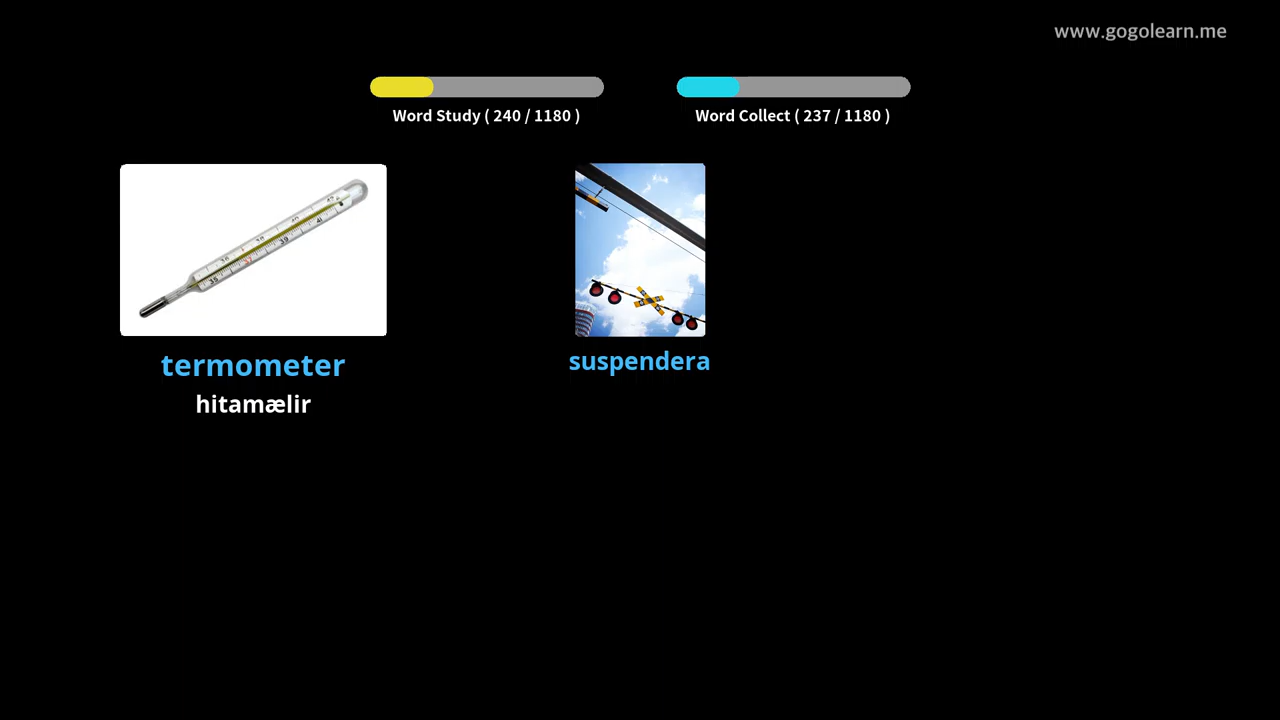 www.gogolearn.me
Word Study ( 240 / 1180 )
Word Collect ( 237 / 1180 )
termometer
hitamælir
suspendera